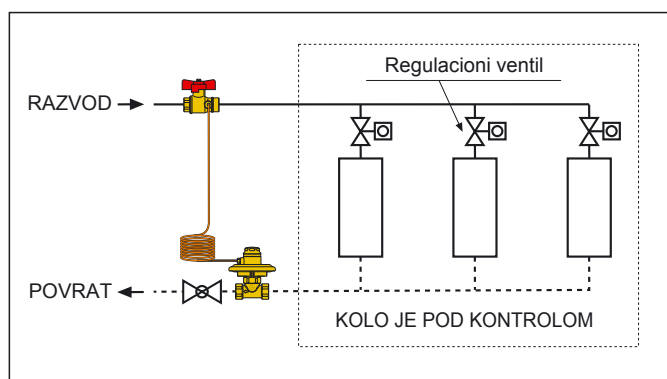 Regulacioni ventil
RAZVOD
POVRAT
KOLO JE POD KONTROLOM